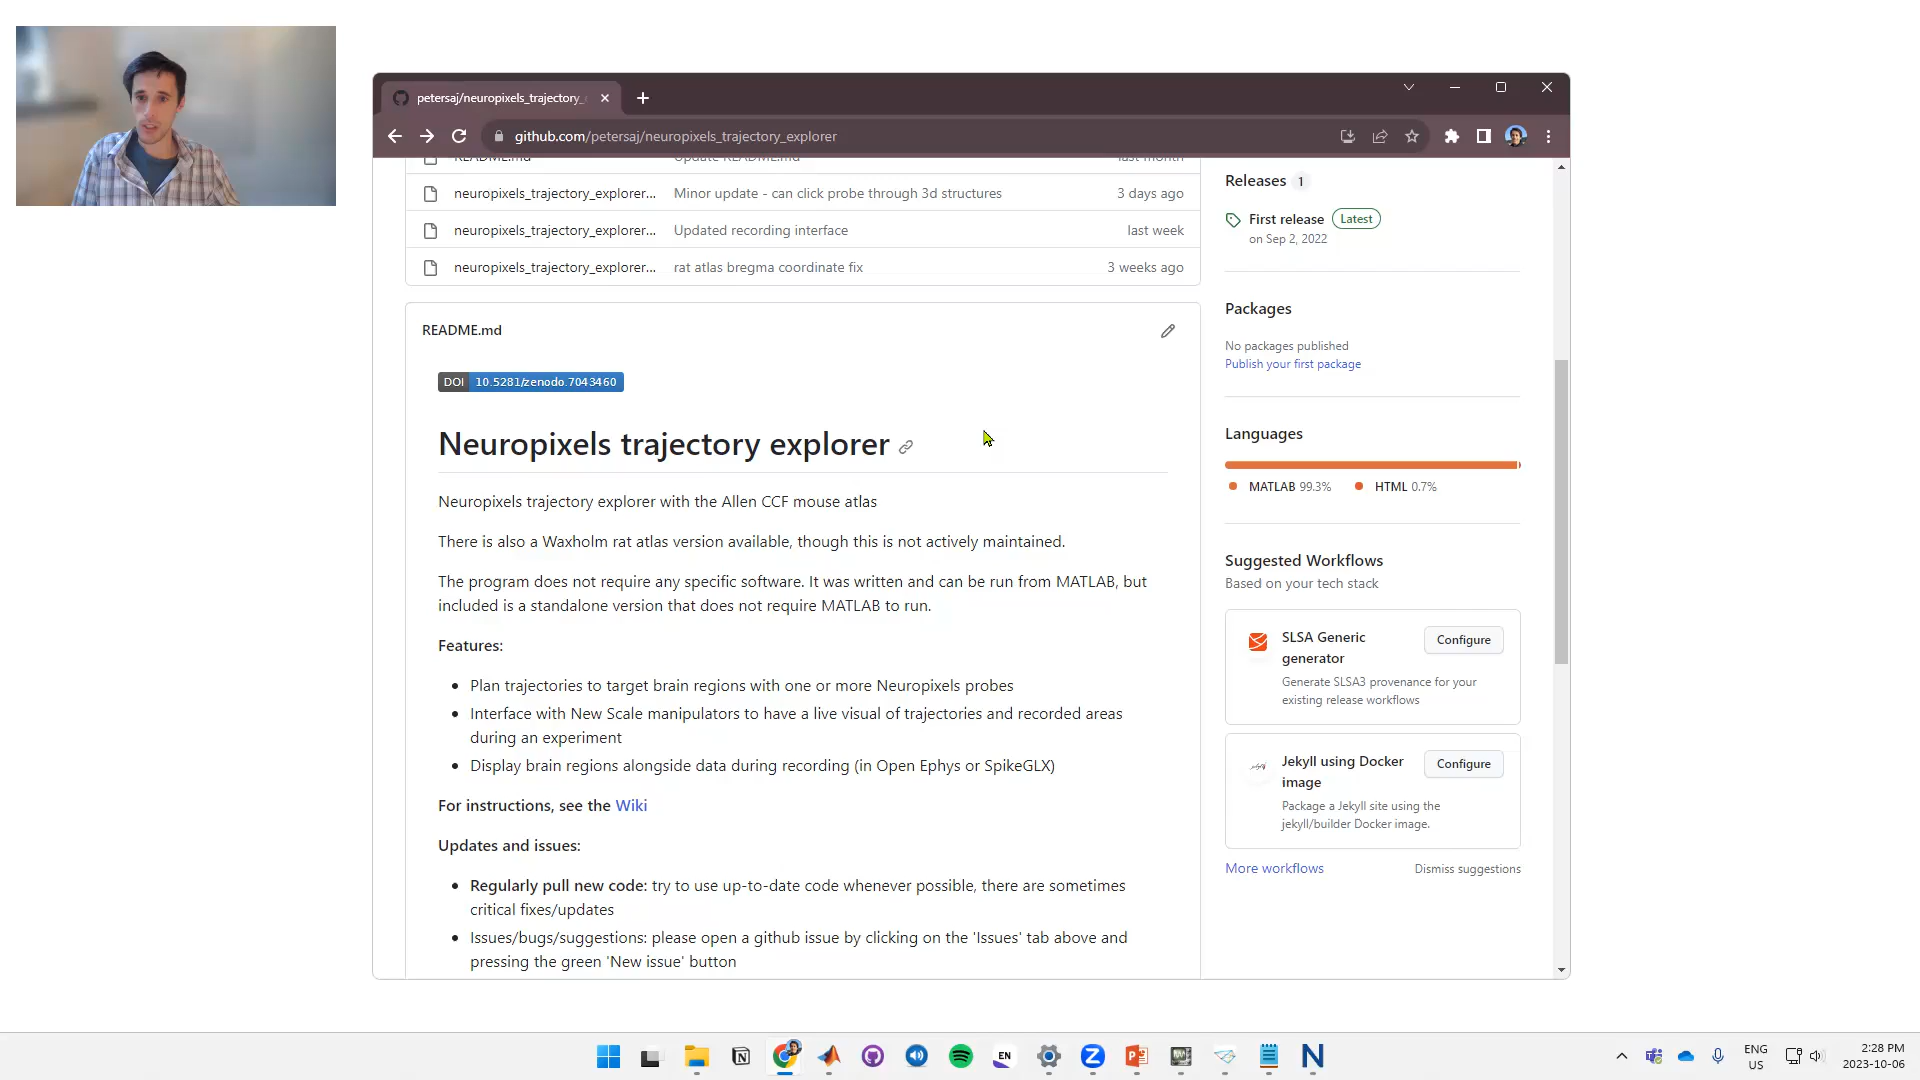 petersaj/neuropixels_trajectory_
github.com/petersaj/neuropixels_trajectory_explorer
README.md Update README.md last month
neuropixels_trajectory_explorer... Minor update - can click probe through 3d structures 3 days ago
neuropixels_trajectory_explorer... Updated recording interface last week
neuropixels_trajectory_explorer... rat atlas bregma coordinate fix 3 weeks ago
README.md
DOI 10.5281/zenodo.7043460
Neuropixels trajectory explorer
Neuropixels trajectory explorer with the Allen CCF mouse atlas
There is also a Waxholm rat atlas version available, though this is not actively maintained.
The program does not require any specific software. It was written and can be run from MATLAB, but
included is a standalone version that does not require MATLAB to run.
Features:
• Plan trajectories to target brain regions with one or more Neuropixels probes
• Interface with New Scale manipulators to have a live visual of trajectories and recorded areas
during an experiment
• Display brain regions alongside data during recording (in Open Ephys or SpikeGLX)
For instructions, see the Wiki
Updates and issues:
• Regularly pull new code: try to use up-to-date code whenever possible, there are sometimes
critical fixes/updates
• Issues/bugs/suggestions: please open a github issue by clicking on the 'Issues' tab above and
pressing the green 'New issue' button
Releases 1
First release Latest
on Sep 2, 2022
Packages
No packages published
Publish your first package
Languages
MATLAB 99.3% HTML 0.7%
Suggested Workflows
Based on your tech stack
SLSA Generic
generator
Configure
Generate SLSA3 provenance for your
existing release workflows
Jekyll using Docker
image
Configure
Package a Jekyll site using the
jekyll/builder Docker image.
More workflows Dismiss suggestions
EN
ENG
US
2:28 PM
2023-10-06